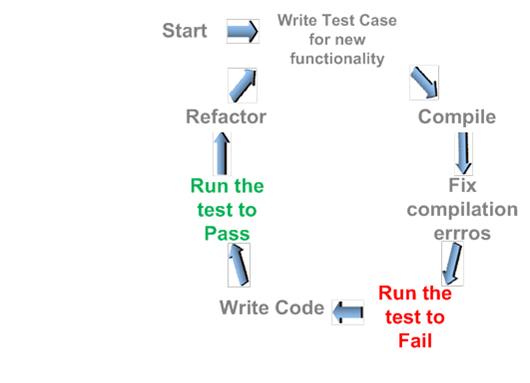 Start
Write Test Case
for new
functionality
Refactor
Compile
Run the
test to
Pass
Fix
compilation
errros
Write Code
Run the
test to
Fail